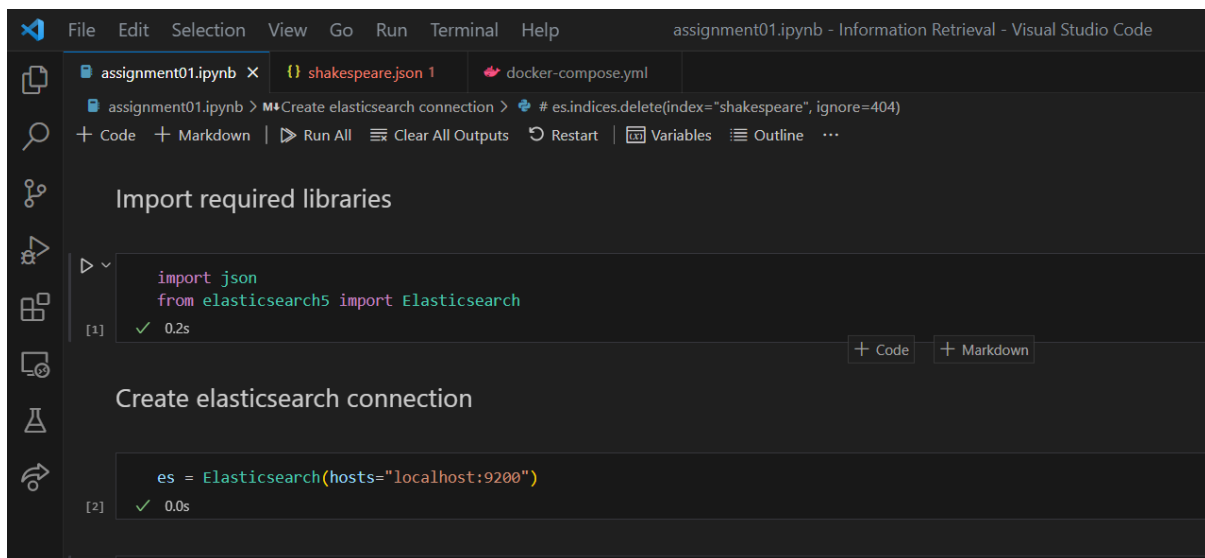 File Edit Selection View Go Run Terminal Help assignment01.ipynb - Information Retrieval - Visual Studio Code
assignment01.ipynb {} shakespeare.json 1 docker-compose.yml
assignment01.ipynb > M↓Create elasticsearch connection > # es.indices.delete(index="shakespeare", ignore=404)
+ Code + Markdown | Run All Clear All Outputs Restart | Variables Outline ...
Import required libraries
import json
from elasticsearch5 import Elasticsearch
[1] ✓ 0.2s
+ Code + Markdown
Create elasticsearch connection
es = Elasticsearch(hosts="localhost:9200")
[2] ✓ 0.0s